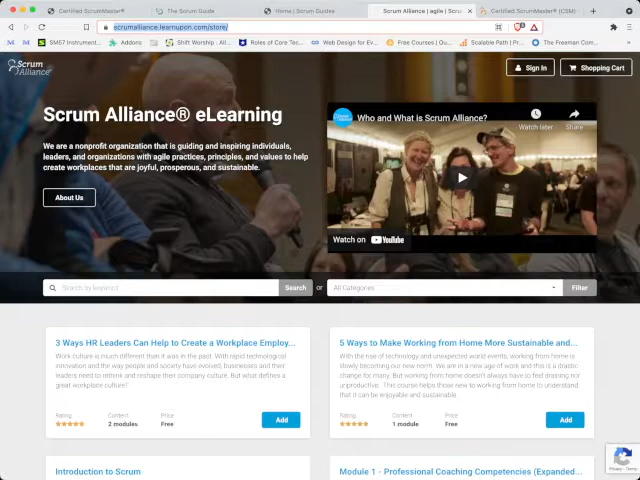 Certified ScrumMaster®
The Scrum Guide
Home | Scrum Guides
Scrum Alliance | agile | Scru
Certified ScrumMaster® (CSM)
scrumalliance.learnupon.com/store/
SM67 Instrument...
Addons
Shift Worship : All...
Roles of Core Tec...
Web Design for Ev...
Free Courses | Qu...
Scalable Path | Pr...
The Freeman Com...
Scrum
Alliance
Sign In
Shopping Cart
Scrum Alliance® eLearning
We are a nonprofit organization that is guiding and inspiring individuals,
leaders, and organizations with agile practices, principles, and values to help
create workplaces that are joyful, prosperous, and sustainable.
About Us
Who and What is Scrum Alliance?
Watch later
Share
Watch on YouTube
Search by keyword
Search
or
All Categories
Filter
3 Ways HR Leaders Can Help to Create a Workplace Employ...
Work culture is much different than it was in the past. With rapid technological
innovation and the way people and society have evolved, businesses and their
leaders need to rethink and reshape their company culture. But what defines a
great workplace culture?
Rating
Content
2 modules
Price
Free
Add
5 Ways to Make Working from Home More Sustainable and...
With the rise of technology and unexpected world events, working from home is
slowly becoming our new norm. We are in a new age of work and this is a drastic
change for many. But working from home doesn't always have to feel draining nor
unproductive. This course helps those new to working from home to understand
that it can be enjoyable and sustainable.
Rating
Content
1 module
Price
Free
Add
Introduction to Scrum
Module 1 - Professional Coaching Competencies (Expanded...
Privacy - Terms